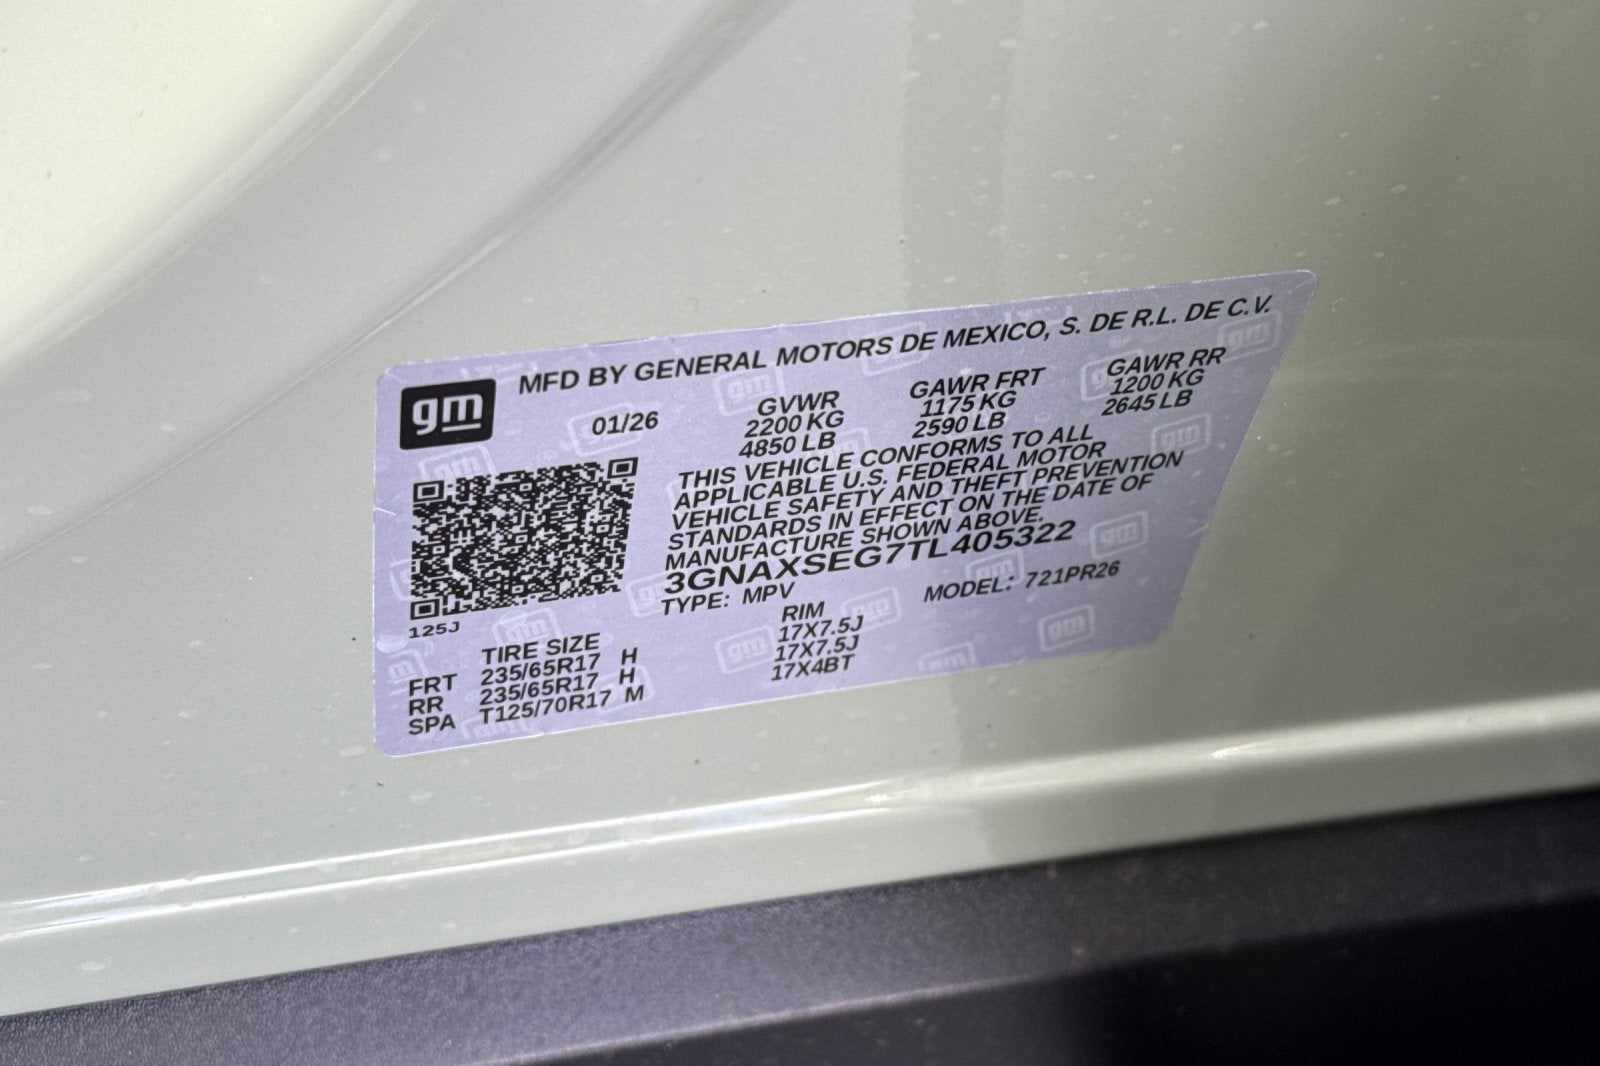 gm
MFD BY GENERAL MOTORS DE MEXICO, S. DE R.L. DE C.V.
01/26
GVWR GAWR FRT GAWR RR
2200 KG 1175 KG 1200 KG
4850 LB 2590 LB 2645 LB
THIS VEHICLE CONFORMS TO ALL
APPLICABLE U.S. FEDERAL MOTOR
VEHICLE SAFETY AND THEFT PREVENTION
STANDARDS IN EFFECT ON THE DATE OF
MANUFACTURE SHOWN ABOVE.
3GNAXSEG7TL405322
TYPE: MPV MODEL: 721PR26
125J
TIRE SIZE RIM
FRT 235/65R17 H 17X7.5J
RR 235/65R17 H 17X7.5J
SPA T125/70R17 M 17X4BT